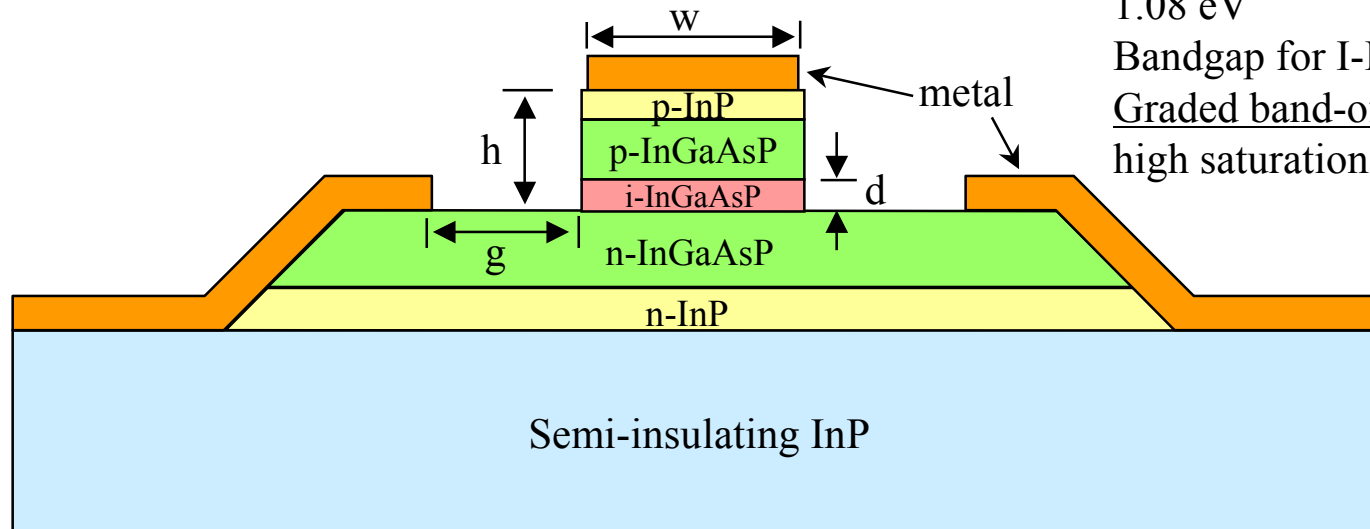 w
1.08 eV
Bandgap for I-
metal
Graded band-o
high saturation
p-InP
h
p-InGaAsP
i-InGaAsP
d
g
n-InGaAsP
n-InP
Semi-insulating InP